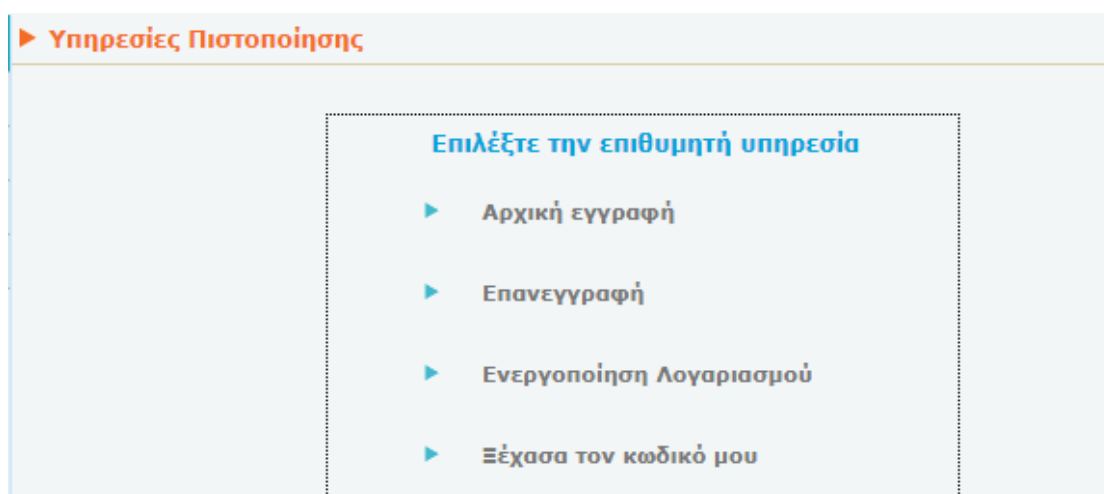 Υπηρεσίες Πιστοποίησης
Επιλέξτε την επιθυμητή υπηρεσία
Αρχική εγγραφή
Επανεγγραφή
Ενεργοποίηση Λογαριασμού
Ξέχασα τον κωδικό μου